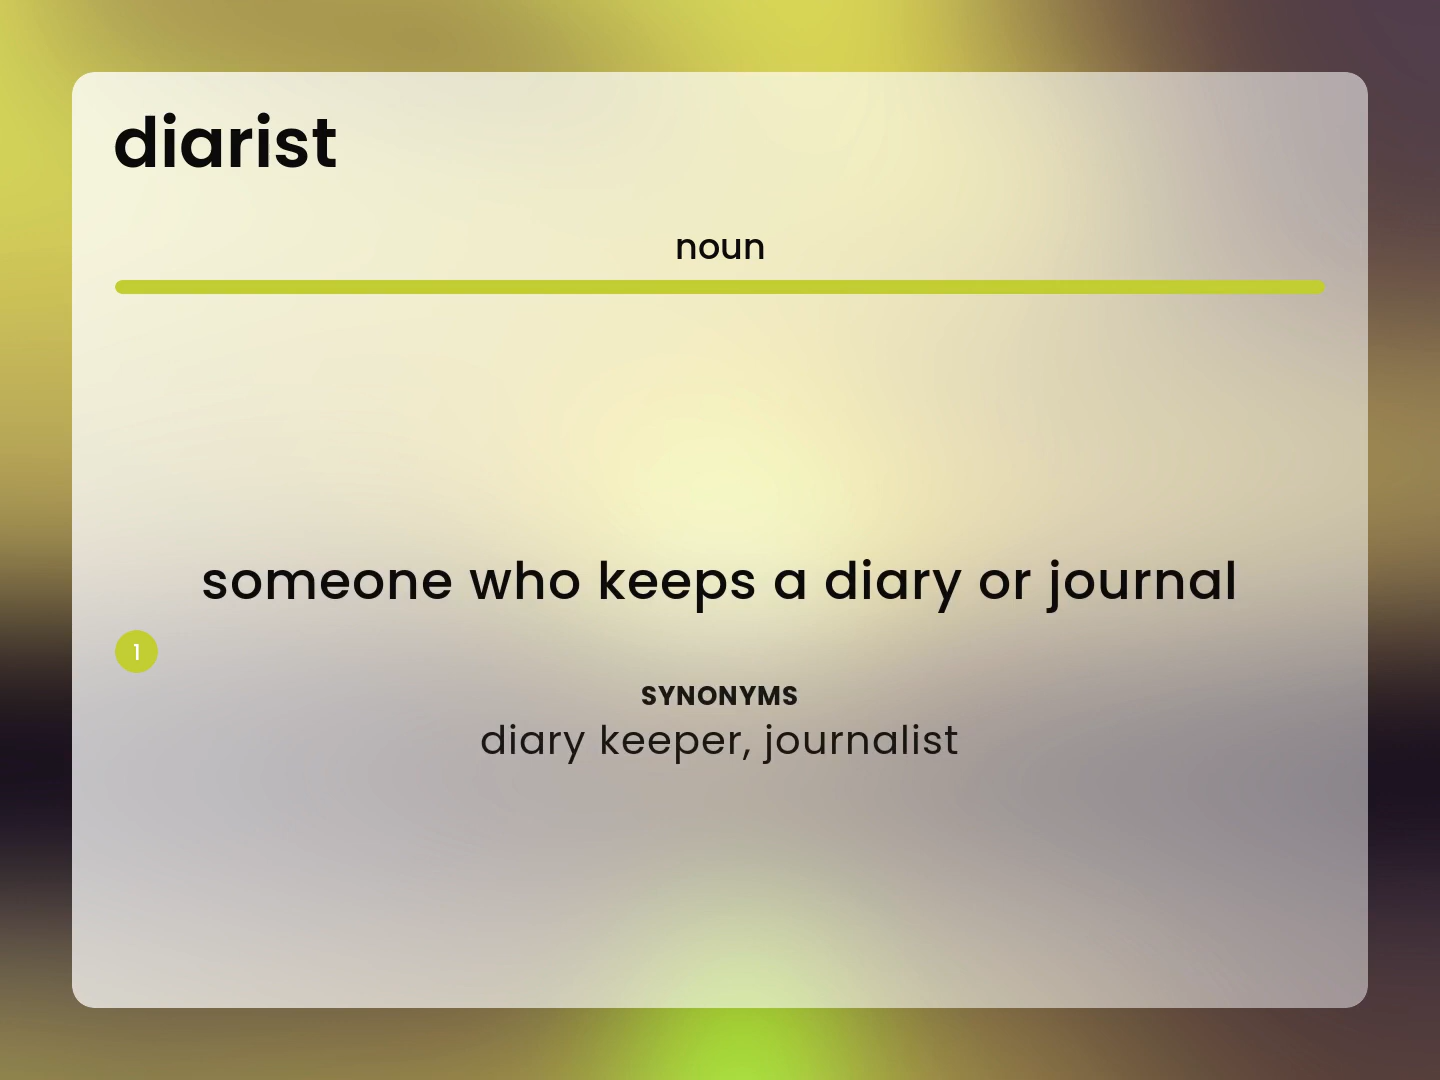 diarist
noun
someone who keeps a diary or journal
1
SYNONYMS
diary keeper, journalist